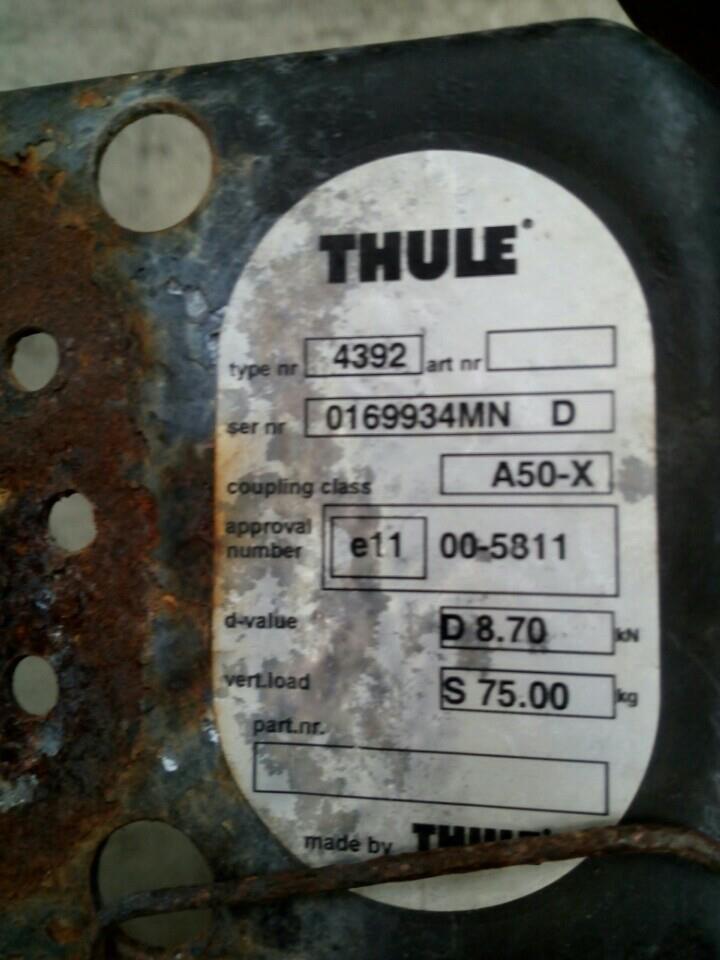 THULE
type nr 4392 art nr
ser nr 0169934MN D
coupling class A50-X
approval number e11 00-5811
d-value D 8.70 kN
vert.load S 75.00 kg
part.nr.
made by THULE